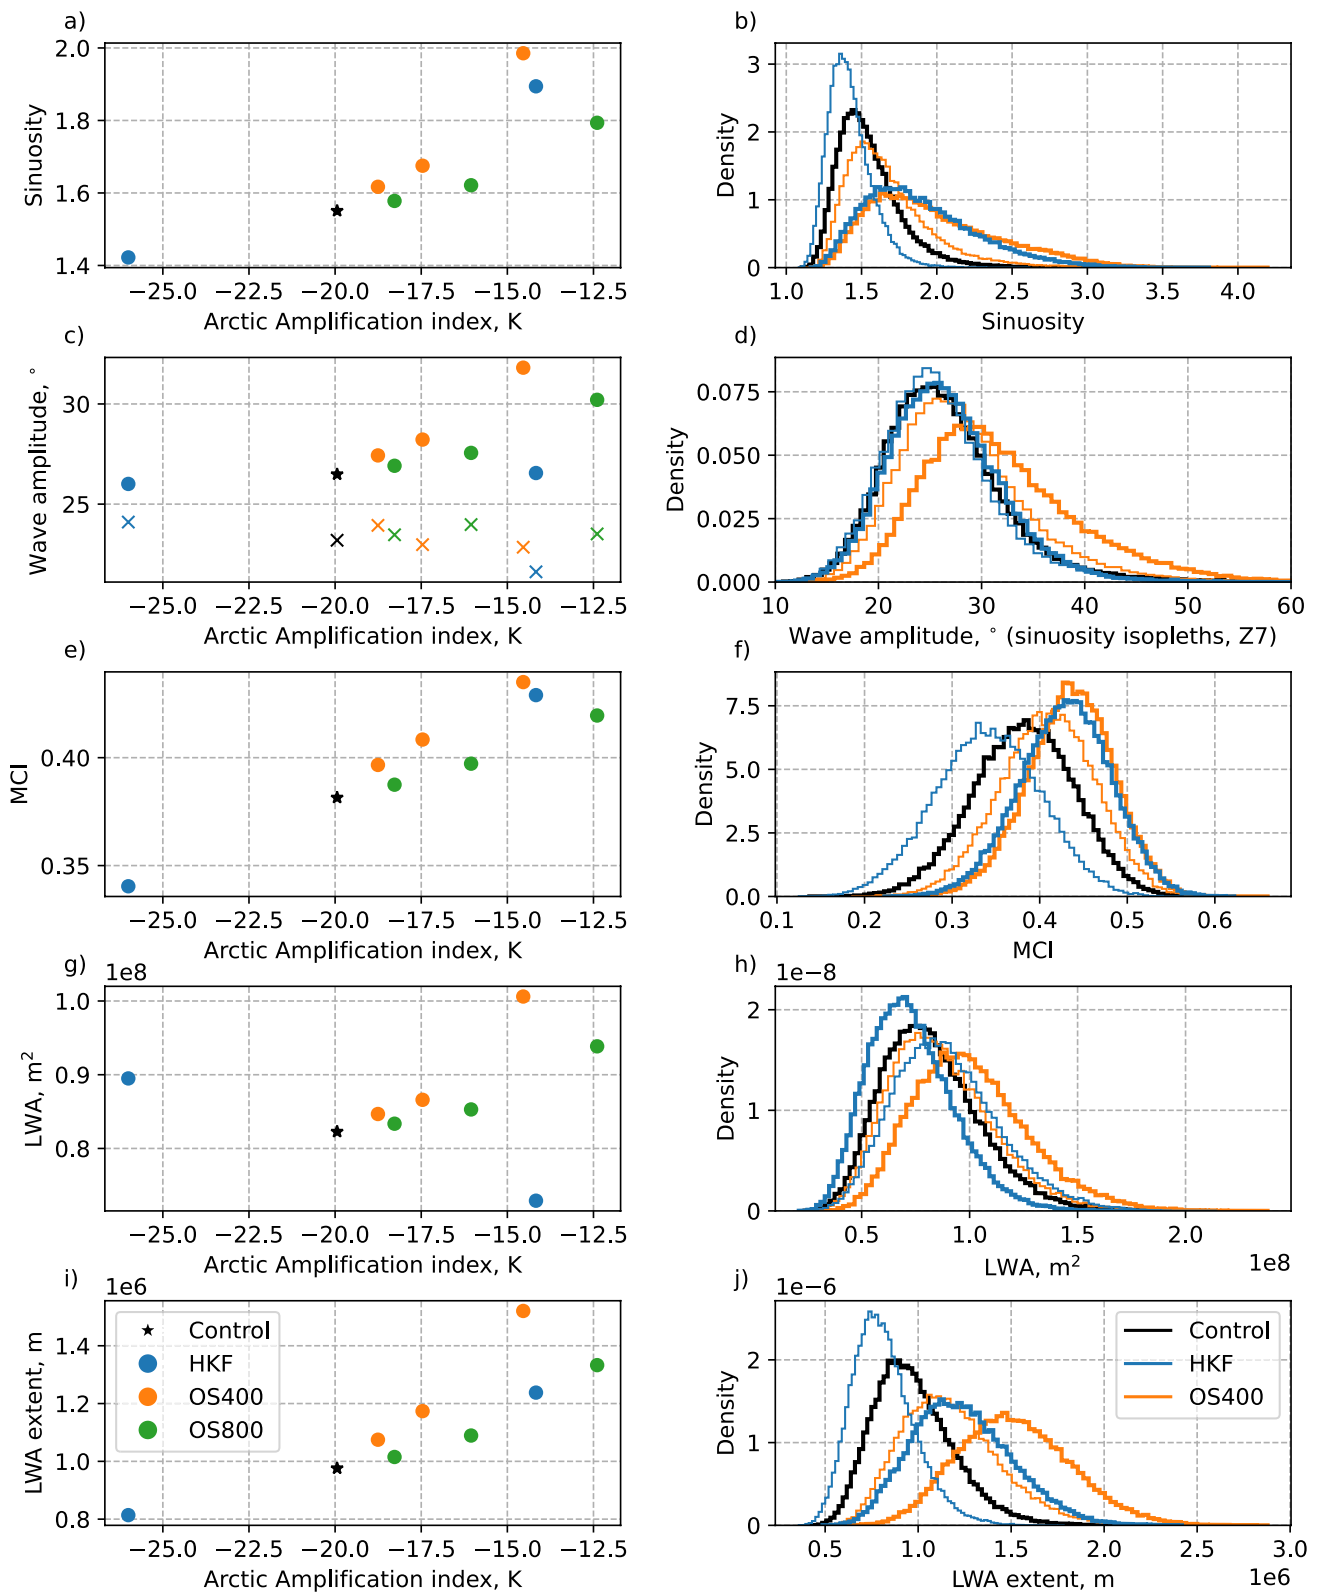 a)
2.0
1.8
1.6
1.4
Sinuosity
−25.0 −22.5 −20.0 −17.5 −15.0 −12.5
Arctic Amplification index, K
b)
3
2
1
0
Density
1.0 1.5 2.0 2.5 3.0 3.5 4.0
Sinuosity
c)
30
25
Wave amplitude, °
−25.0 −22.5 −20.0 −17.5 −15.0 −12.5
Arctic Amplification index, K
d)
0.075
0.050
0.025
0.000
Density
10 20 30 40 50 60
Wave amplitude, ° (sinuosity isopleths, Z7)
e)
0.40
0.35
MCI
−25.0 −22.5 −20.0 −17.5 −15.0 −12.5
Arctic Amplification index, K
f)
7.5
5.0
2.5
0.0
Density
0.1 0.2 0.3 0.4 0.5 0.6
MCI
g)
1e8
1.0
0.9
0.8
LWA, m²
−25.0 −22.5 −20.0 −17.5 −15.0 −12.5
Arctic Amplification index, K
h)
1e−8
2
1
0
Density
0.5 1.0 1.5 2.0
LWA, m²
1e8
i)
1e6
1.4
1.2
1.0
0.8
LWA extent, m
Control
HKF
OS400
OS800
−25.0 −22.5 −20.0 −17.5 −15.0 −12.5
Arctic Amplification index, K
j)
1e−6
2
1
0
Density
Control
HKF
OS400
0.5 1.0 1.5 2.0 2.5 3.0
LWA extent, m
1e6